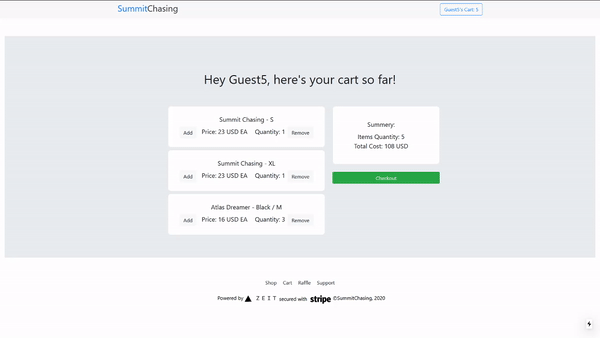 SummitChasing
Guest5's Cart: 5
Hey Guest5, here's your cart so far!
Summit Chasing - S
Add Price: 23 USD EA Quantity: 1 Remove
Summit Chasing - XL
Add Price: 23 USD EA Quantity: 1 Remove
Atlas Dreamer - Black / M
Add Price: 16 USD EA Quantity: 3 Remove
Summery:
Items Quantity: 5
Total Cost: 108 USD
Checkout
Shop Cart Raffle Support
Powered by ZEIT secured with stripe ©SummitChasing, 2020